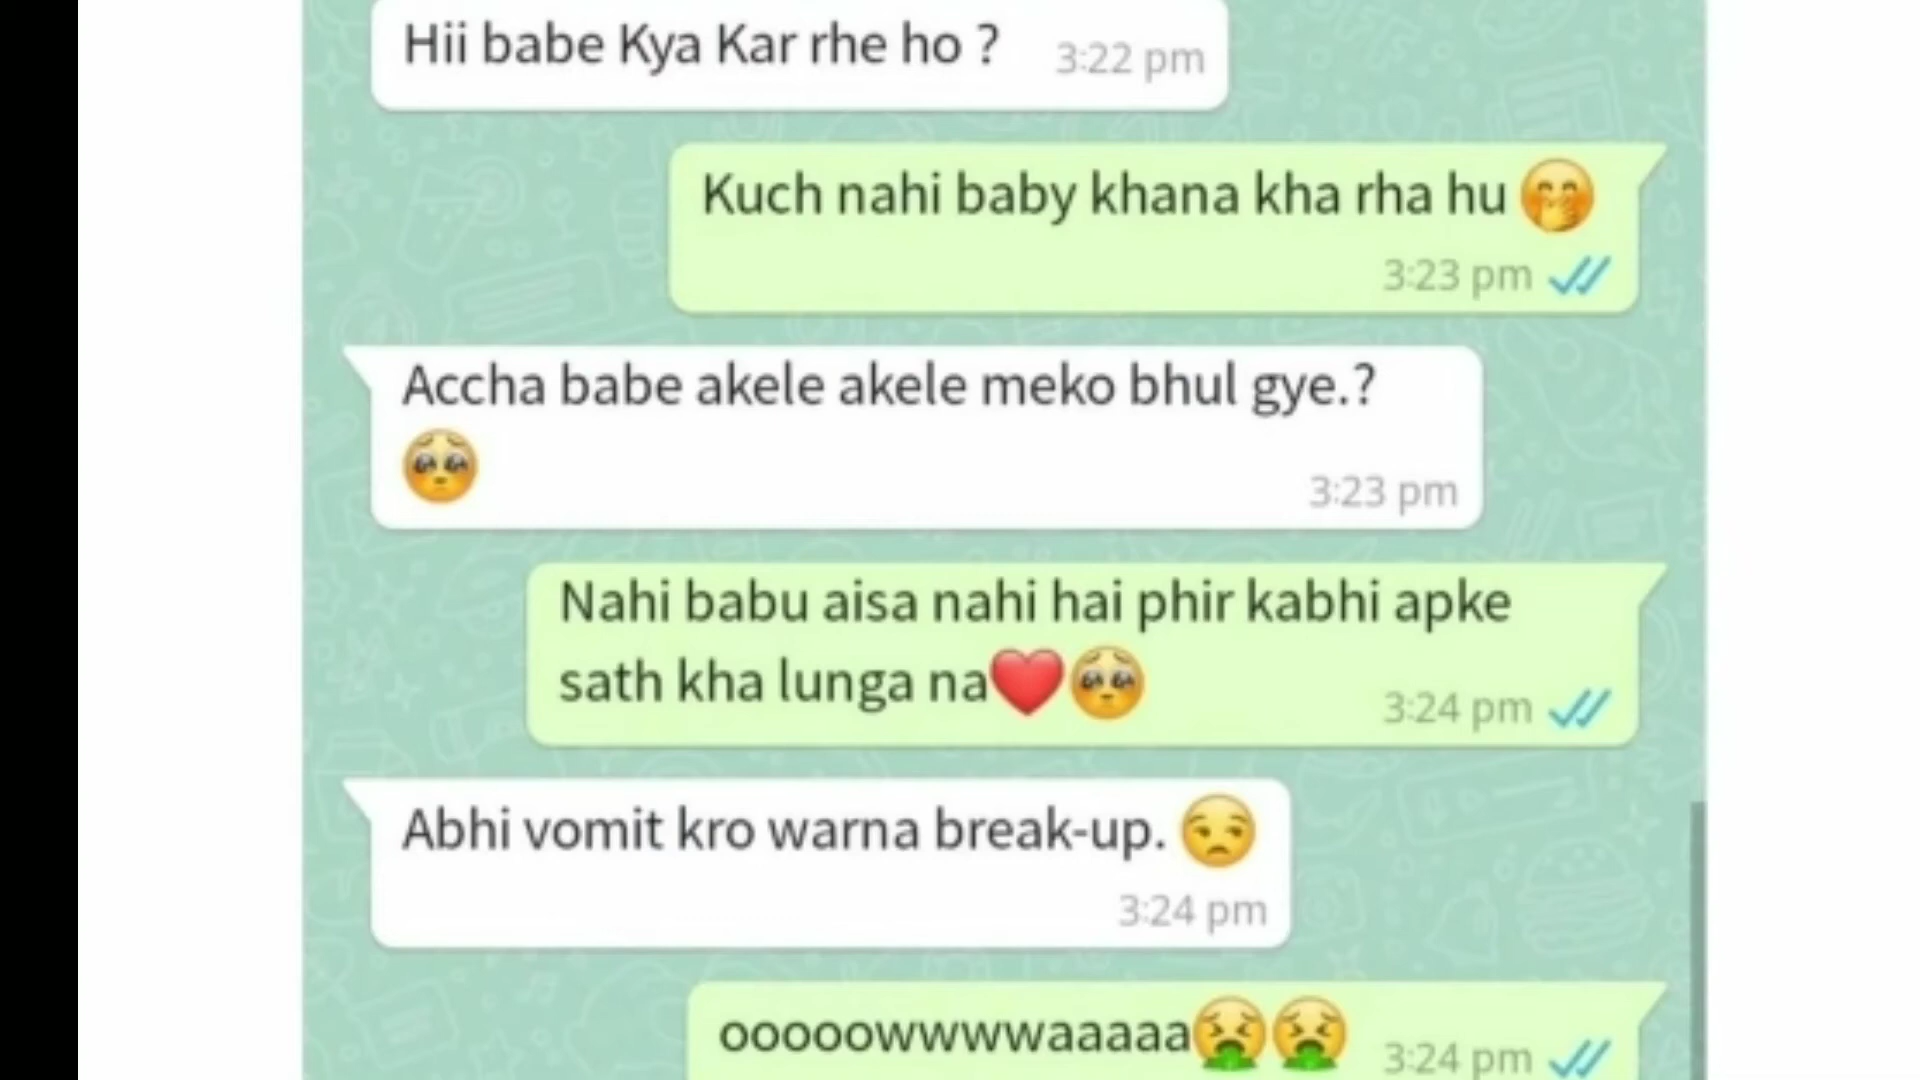 Hii babe Kya Kar rhe ho ? 3:22 pm
Kuch nahi baby khana kha rha hu 🤭
3:23 pm
Accha babe akele akele meko bhul gye.?
🥺
3:23 pm
Nahi babu aisa nahi hai phir kabhi apke
sath kha lunga na❤️🥺 3:24 pm
Abhi vomit kro warna break-up. 😒
3:24 pm
ooooowwwwaaaaa🤮🤮 3:24 pm